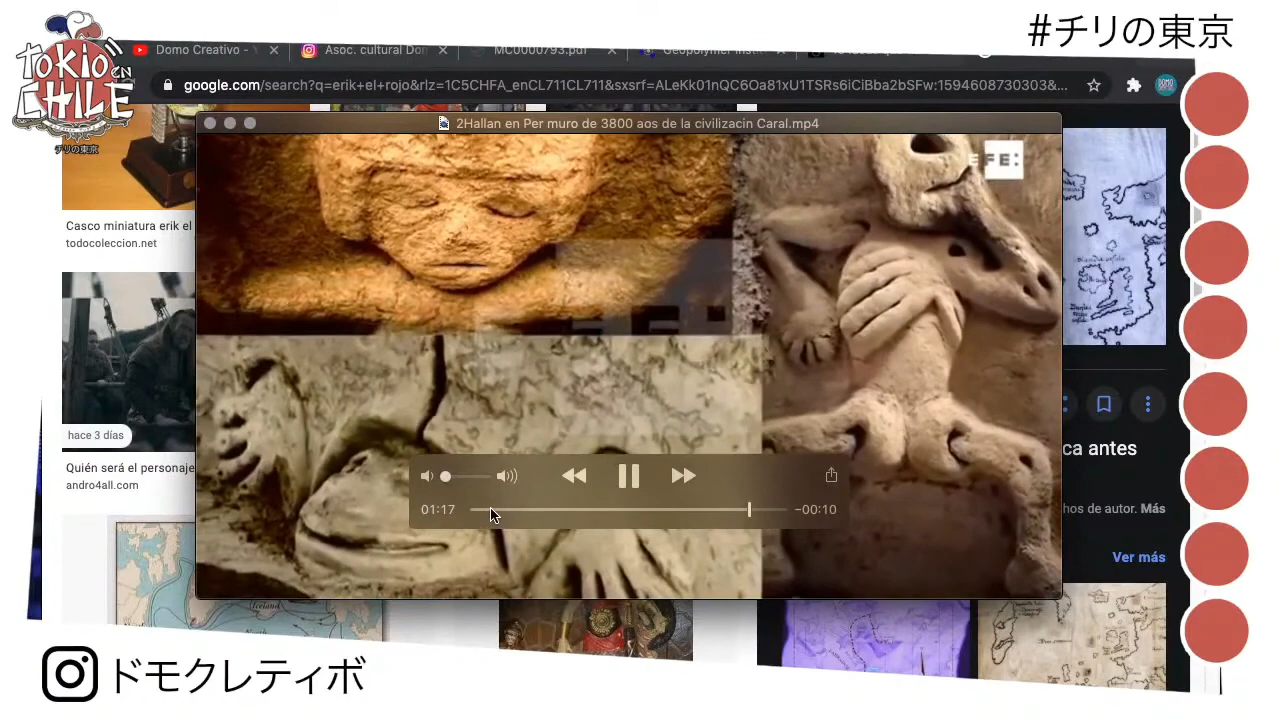 #チリの東京
TOKIO
EN
CHILE
チリの東京
Domo Creativo -
Asoc. cultural Do
MC0000793.pdf
google.com/search?q=erik+el+rojo&rlz=1C5CHFA_enCL711CL711&sxsrf=ALeKk01nQC6Oa81xU1TSRs6iCiBba2bSFw:1594608730303&...
2Hallan en Per muro de 3800 aos de la civilizacin Caral.mp4
EFE:
Casco miniatura erik el
todocoleccion.net
hace 3 días
Quién será el personaje
andro4all.com
01:17
−00:10
ca antes
hos de autor. Más
Ver más
Iceland
ドモクレティボ